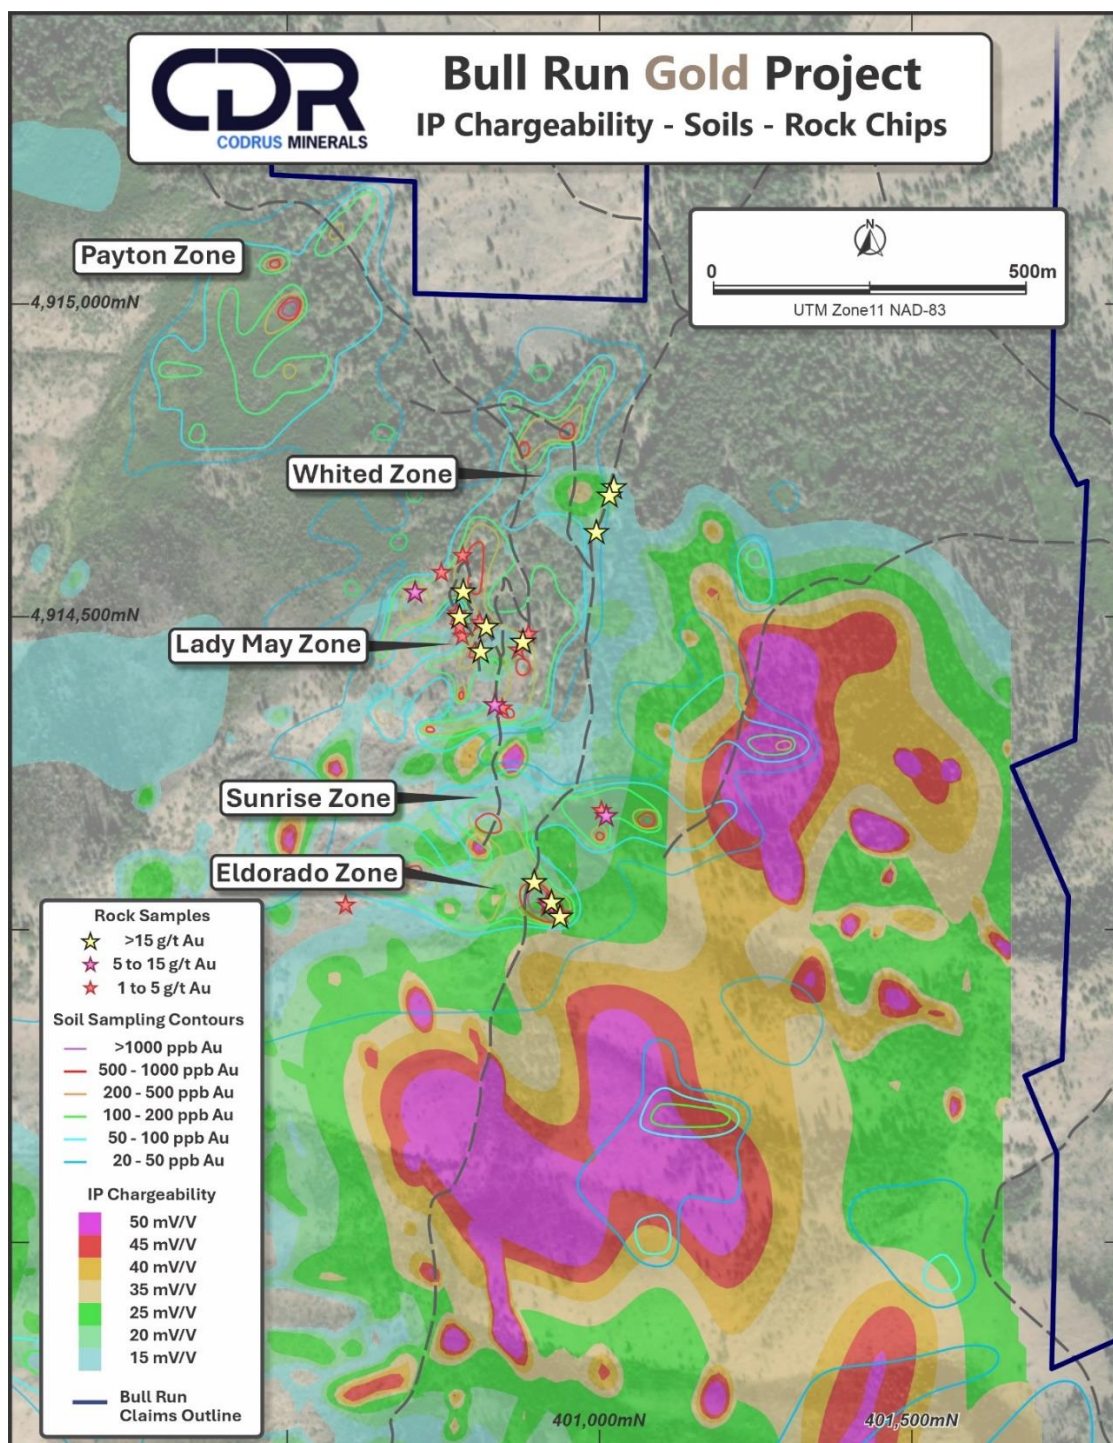 CDR
CODRUS MINERALS
Bull Run Gold Project
IP Chargeability - Soils - Rock Chips
N
0 500m
UTM Zone11 NAD-83
Payton Zone
4,915,000mN
Whited Zone
4,914,500mN
Lady May Zone
Sunrise Zone
Eldorado Zone
Rock Samples
>15 g/t Au
5 to 15 g/t Au
1 to 5 g/t Au
Soil Sampling Contours
>1000 ppb Au
500 - 1000 ppb Au
200 - 500 ppb Au
100 - 200 ppb Au
50 - 100 ppb Au
20 - 50 ppb Au
IP Chargeability
50 mV/V
45 mV/V
40 mV/V
35 mV/V
25 mV/V
20 mV/V
15 mV/V
Bull Run
Claims Outline
401,000mN
401,500mN